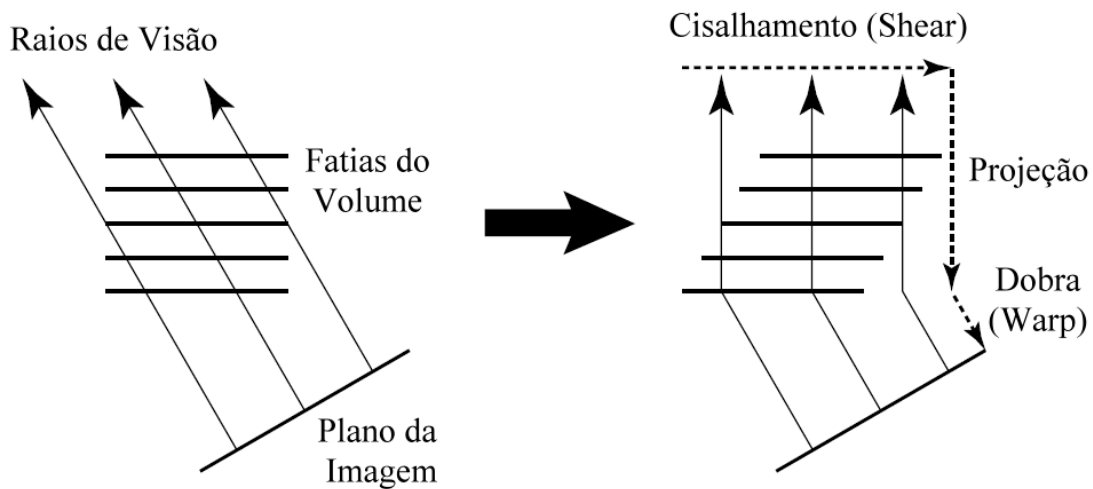 Raios de Visão
Fatias do
Volume
Plano da
Imagem
Cisalhamento (Shear)
Projeção
Dobra
(Warp)